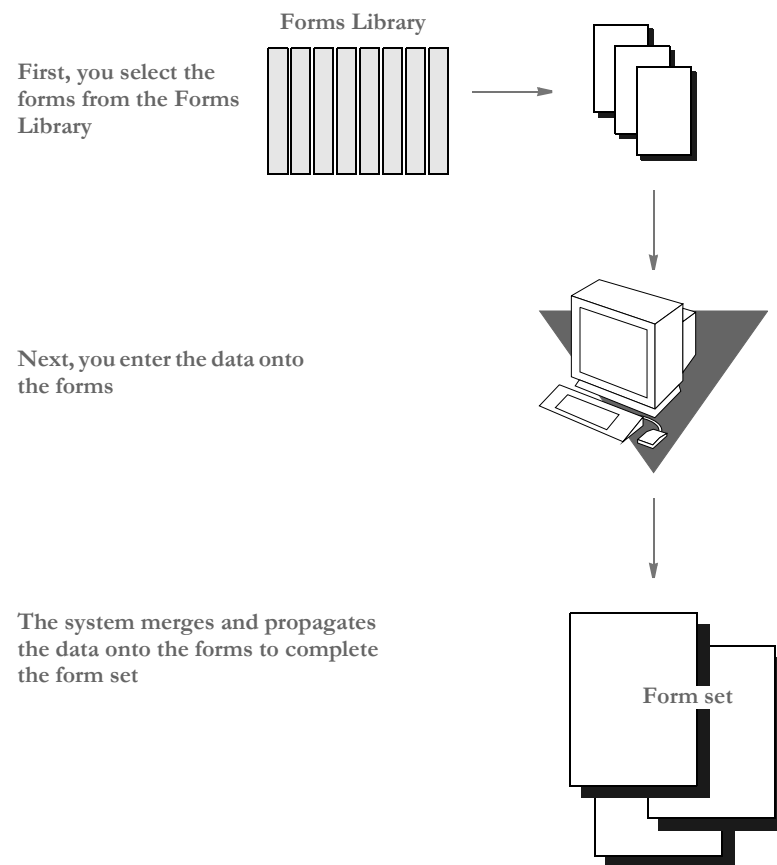 Forms Library
First, you select the
forms from the Forms
Library
Next, you enter the data onto
the forms
The system merges and propagates
the data onto the forms to complete
the form set
Form set